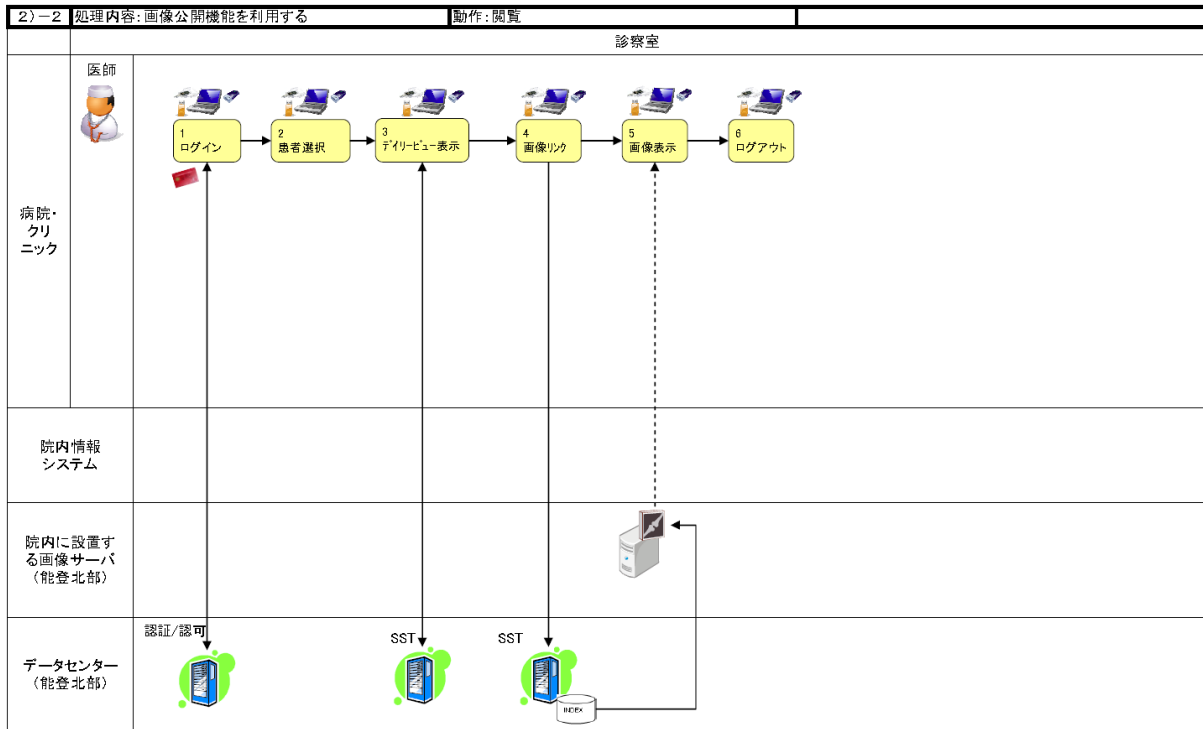 2)－2 処理内容：画像公開機能を利用する 動作：閲覧
診察室
医師
1
ログイン
2
患者選択
3
デイリービュー表示
4
画像リンク
5
画像表示
6
ログアウト
病院・
クリ
ニック
院内情報
システム
院内に設置す
る画像サーバ
（能登北部）
認証/認可
SST
SST
データセンター
（能登北部）
INDEX